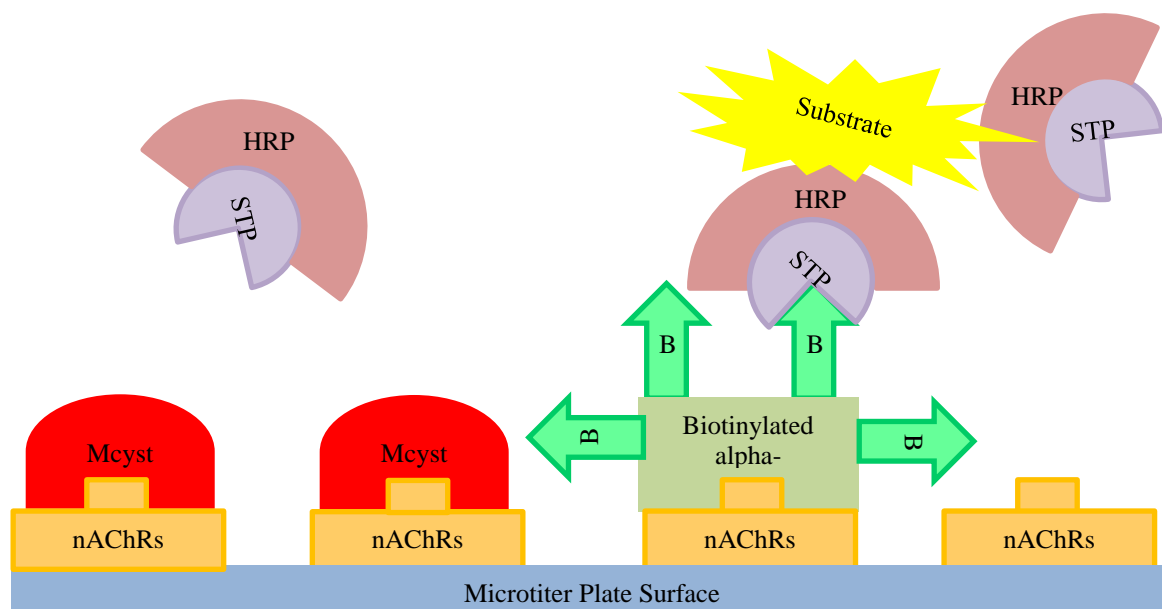 HRP
STP
Substrate
HRP
STP
HRP
STP
B
B
B
B
Mcyst
Mcyst
Biotinylated
alpha-
nAChRs
nAChRs
nAChRs
nAChRs
Microtiter Plate Surface